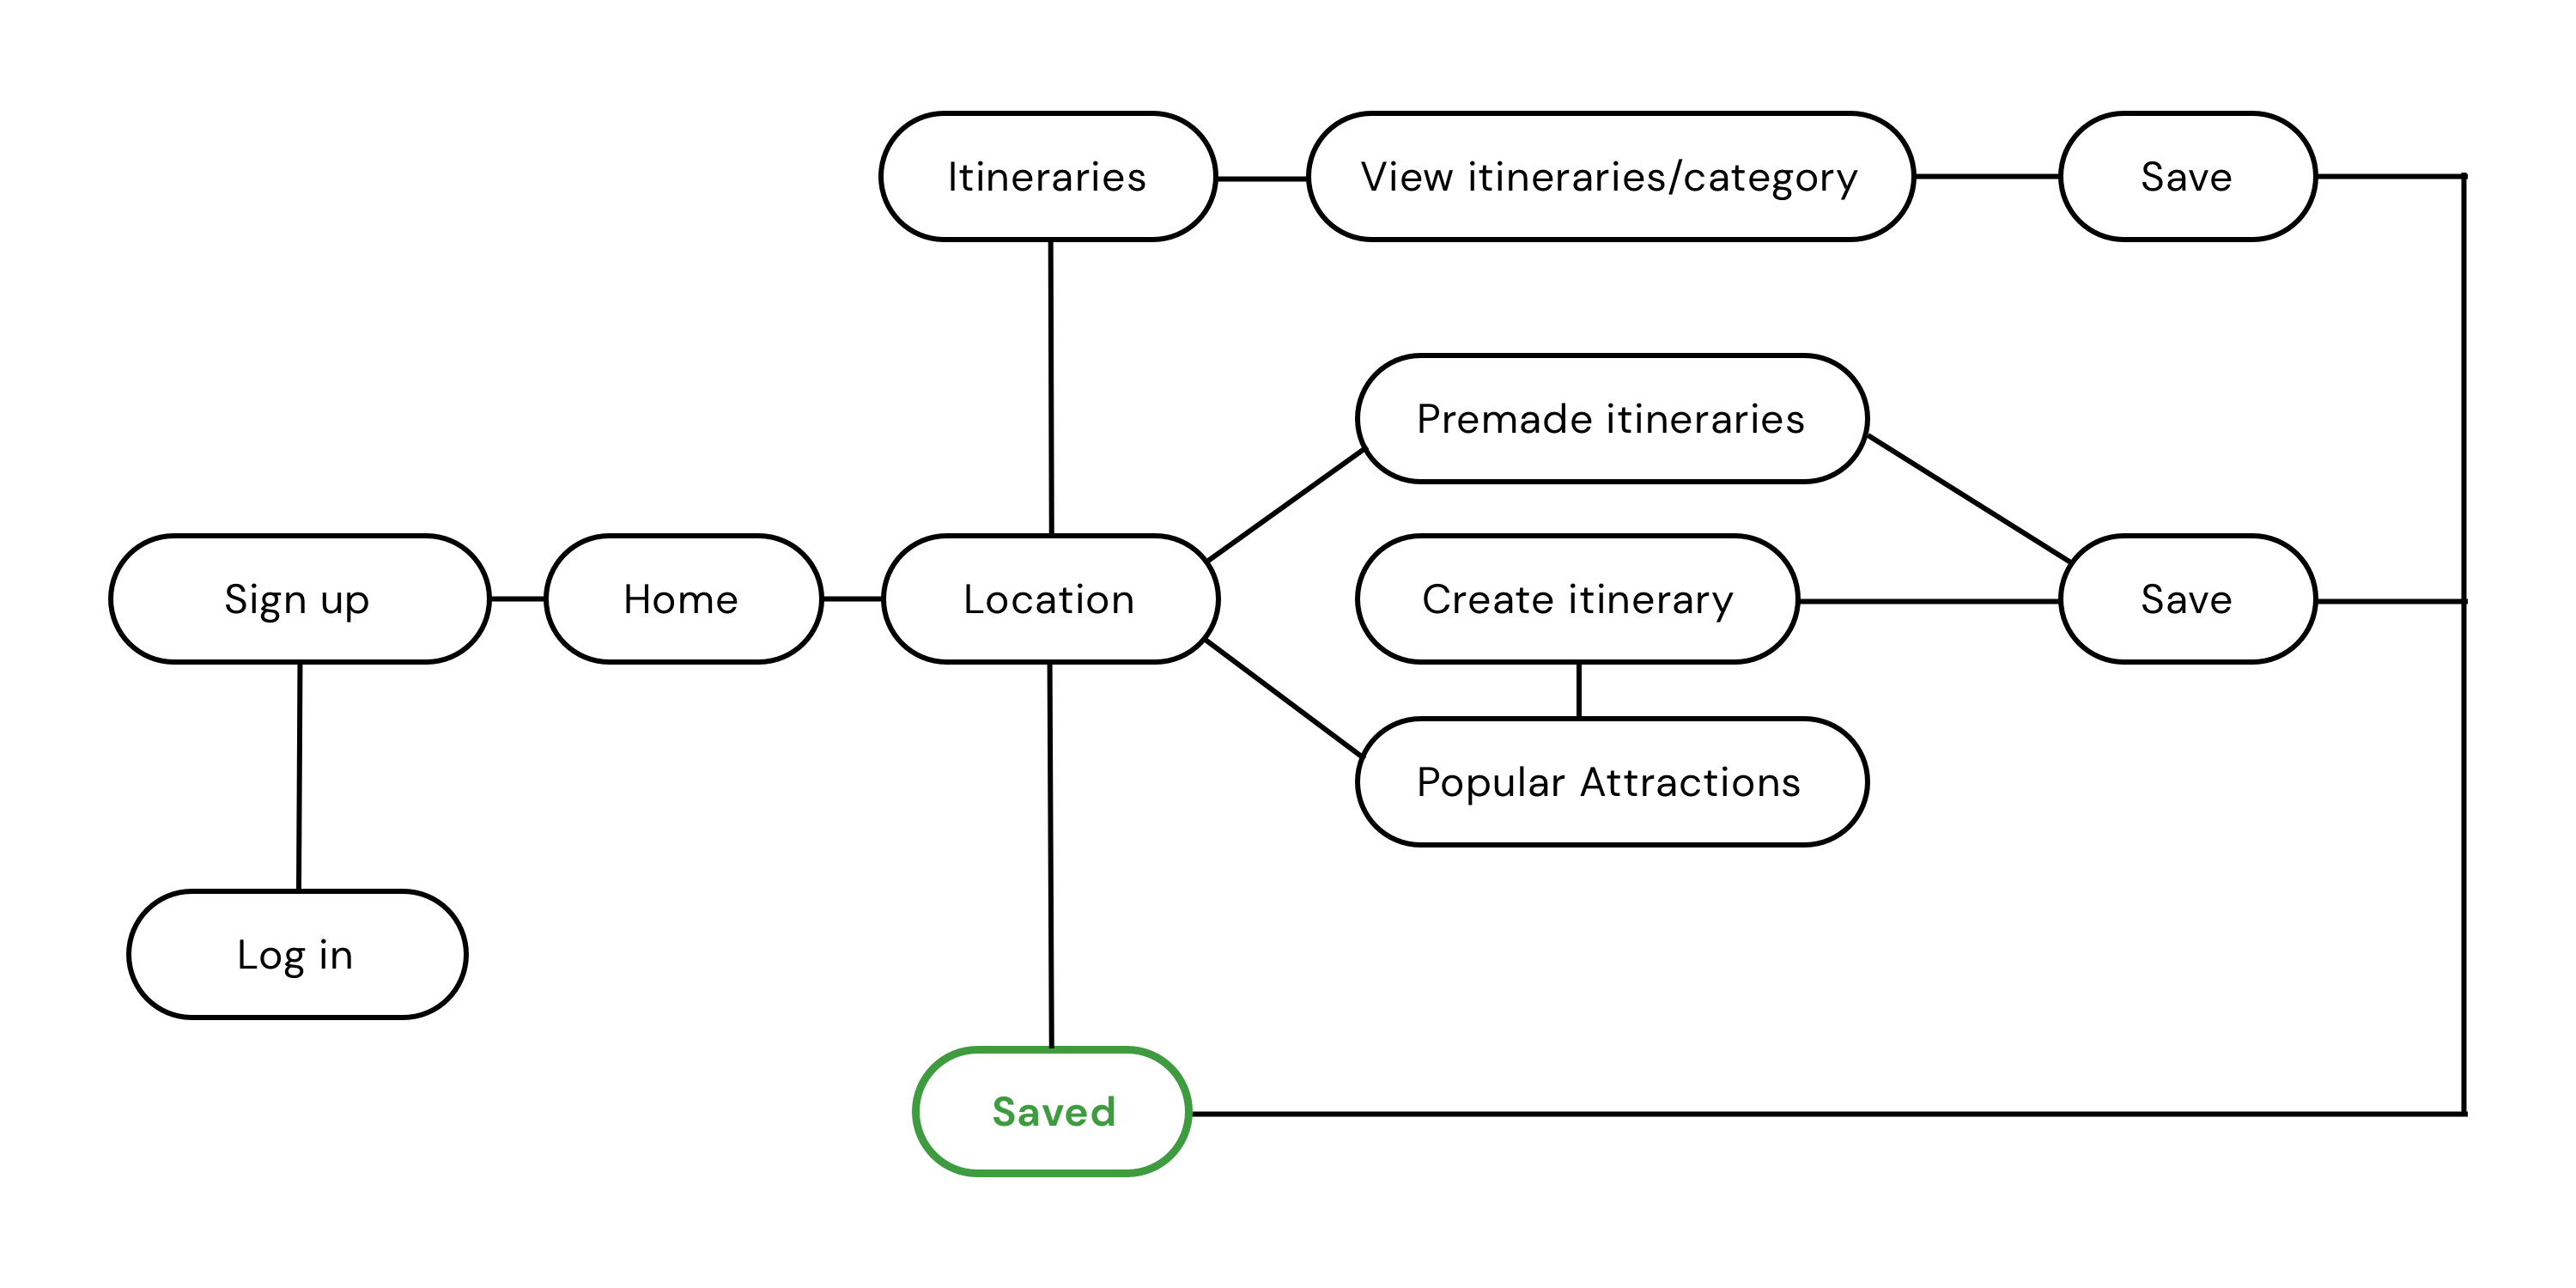 Itineraries
View itineraries/category
Save
Premade itineraries
Sign up
Home
Location
Create itinerary
Save
Popular Attractions
Log in
Saved